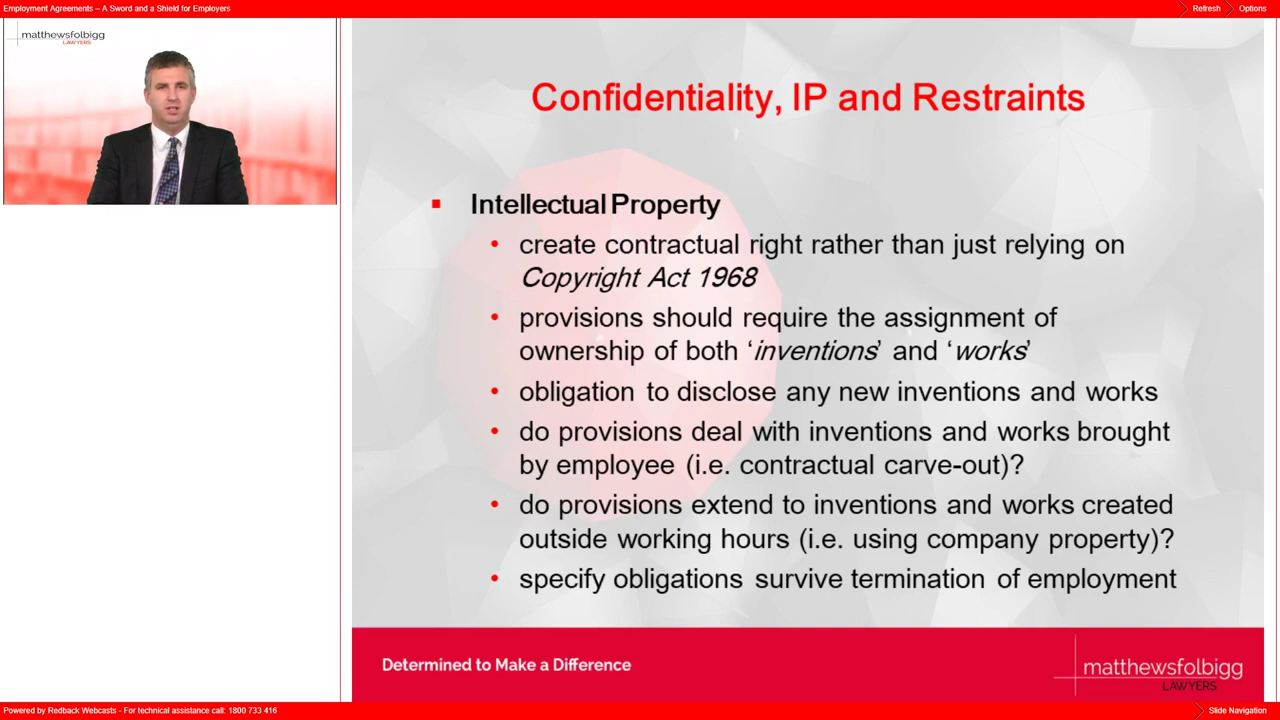 Employment Agreements – A Sword and a Shield for Employers
Refresh
Options
matthewsfolbigg
LAWYERS
Confidentiality, IP and Restraints
Intellectual Property
create contractual right rather than just relying on
Copyright Act 1968
provisions should require the assignment of
ownership of both ‘inventions’ and ‘works’
obligation to disclose any new inventions and works
do provisions deal with inventions and works brought
by employee (i.e. contractual carve-out)?
do provisions extend to inventions and works created
outside working hours (i.e. using company property)?
specify obligations survive termination of employment
Determined to Make a Difference
matthewsfolbigg
LAWYERS
Powered by Redback Webcasts - For technical assistance call: 1800 733 416
Slide Navigation